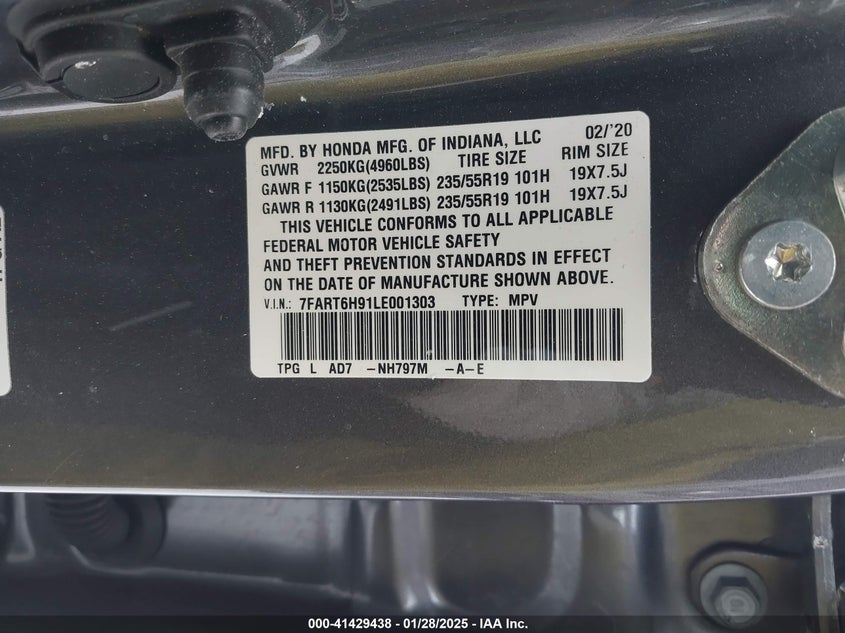 MFD. BY HONDA MFG. OF INDIANA, LLC 02/'20
GVWR 2250KG(4960LBS) TIRE SIZE RIM SIZE
GAWR F 1150KG(2535LBS) 235/55R19 101H 19X7.5J
GAWR R 1130KG(2491LBS) 235/55R19 101H 19X7.5J
THIS VEHICLE CONFORMS TO ALL APPLICABLE
FEDERAL MOTOR VEHICLE SAFETY
AND THEFT PREVENTION STANDARDS IN EFFECT
ON THE DATE OF MANUFACTURE SHOWN ABOVE.
V.I.N.: 7FART6H91LE001303 TYPE: MPV
TPG L AD7 -NH797M -A-E
000-41429438 - 01/28/2025 - IAA Inc.